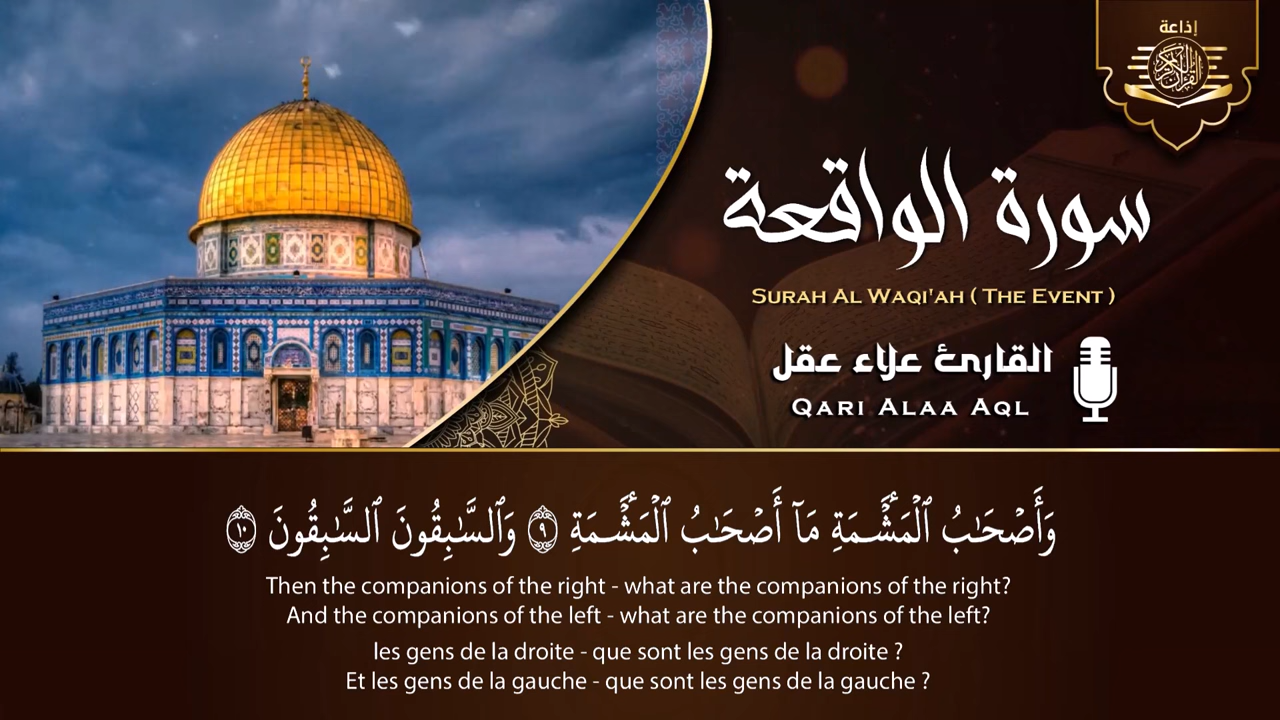 إذاعة
القرآن الكريم
سورة الواقعة
SURAH AL WAQI'AH ( THE EVENT )
القارئ علاء عقل
QARI ALAA AQL
وَأَصۡحَٰبُ ٱلۡمَشۡـَٔمَةِ مَآ أَصۡحَٰبُ ٱلۡمَشۡـَٔمَةِ ٩ وَٱلسَّٰبِقُونَ ٱلسَّٰبِقُونَ ١٠
Then the companions of the right - what are the companions of the right?
And the companions of the left - what are the companions of the left?
les gens de la droite - que sont les gens de la droite ?
Et les gens de la gauche - que sont les gens de la gauche ?